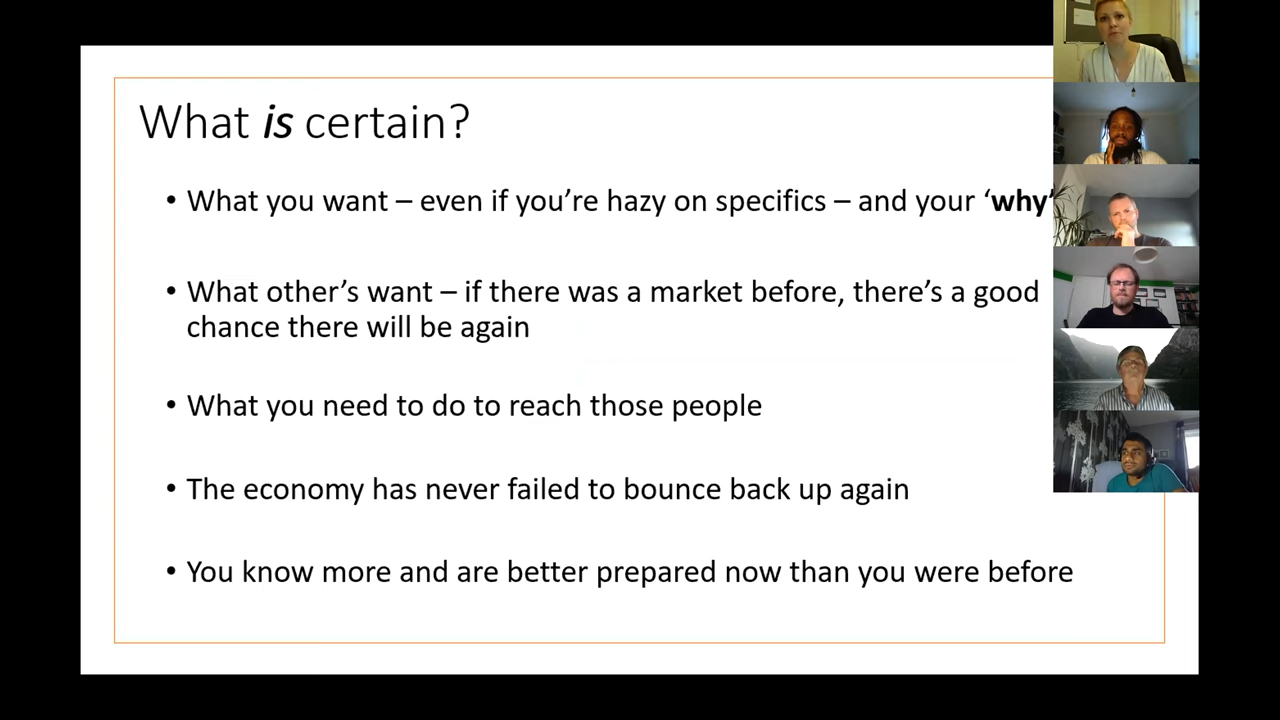 What is certain?
• What you want – even if you’re hazy on specifics – and your ‘why’
• What other’s want – if there was a market before, there’s a good
chance there will be again
• What you need to do to reach those people
• The economy has never failed to bounce back up again
• You know more and are better prepared now than you were before